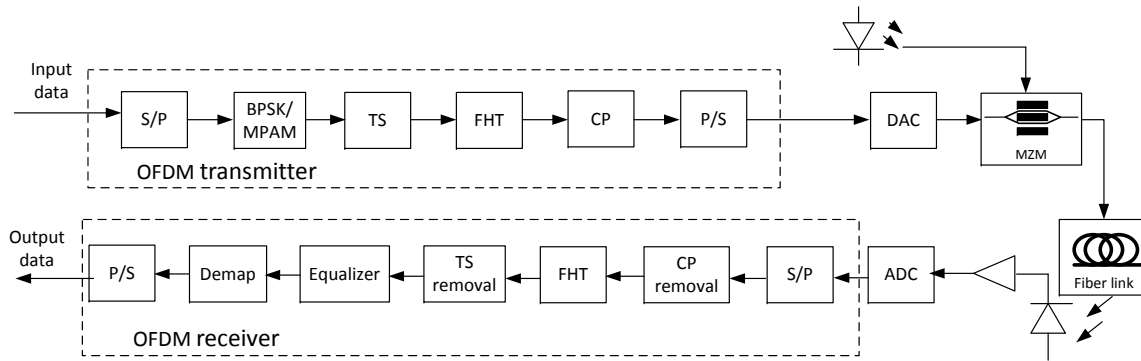 Input
data
S/P
BPSK/
MPAM
TS
FHT
CP
P/S
DAC
MZM
OFDM transmitter
Output
data
P/S
Demap
Equalizer
TS
removal
FHT
CP
removal
S/P
ADC
Fiber link
OFDM receiver